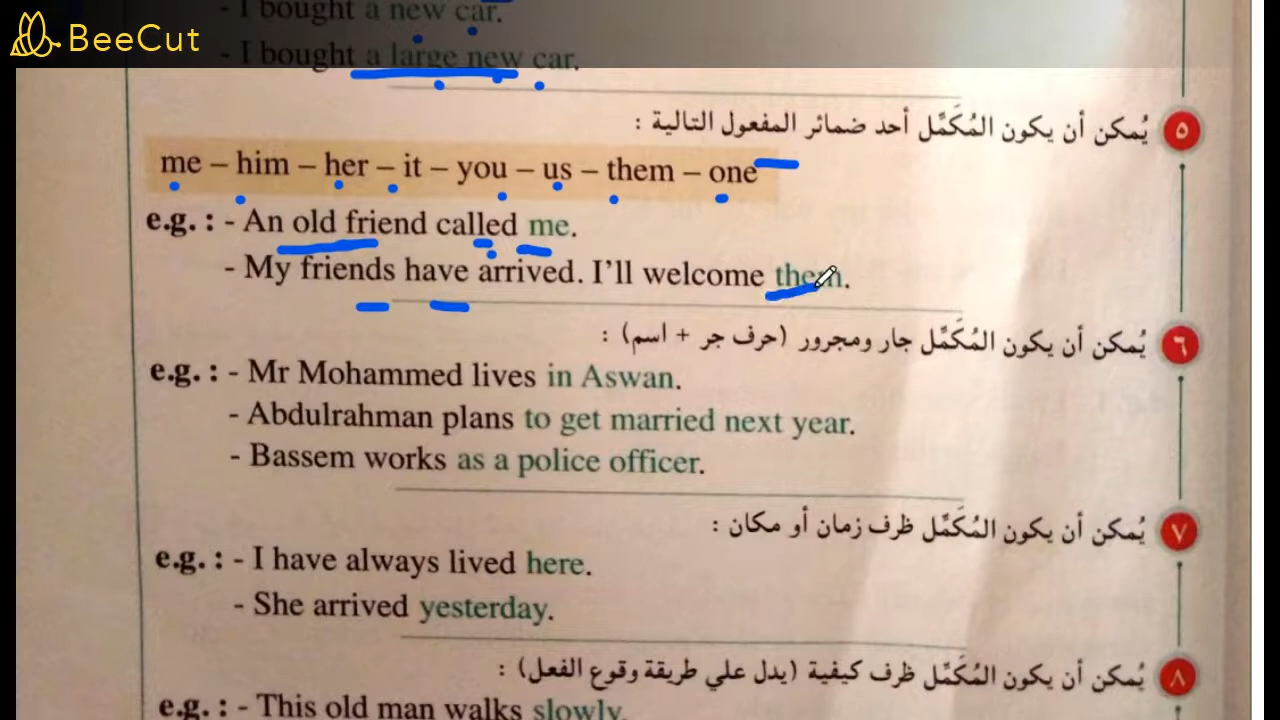 BeeCut
- I bought a new car.
- I bought a large new car.
٥ يُمكن أن يكون المُكَمِّل أحد ضمائر المفعول التالية :
me – him – her – it – you – us – them – one
e.g. : - An old friend called me.
- My friends have arrived. I’ll welcome them.
٦ يُمكن أن يكون المُكَمِّل جار ومجرور (حرف جر + اسم) :
e.g. : - Mr Mohammed lives in Aswan.
- Abdulrahman plans to get married next year.
- Bassem works as a police officer.
٧ يُمكن أن يكون المُكَمِّل ظرف زمان أو مكان :
e.g. : - I have always lived here.
- She arrived yesterday.
٨ يُمكن أن يكون المُكَمِّل ظرف كيفية (يدل علي طريقة وقوع الفعل) :
e.g. : - This old man walks slowly.